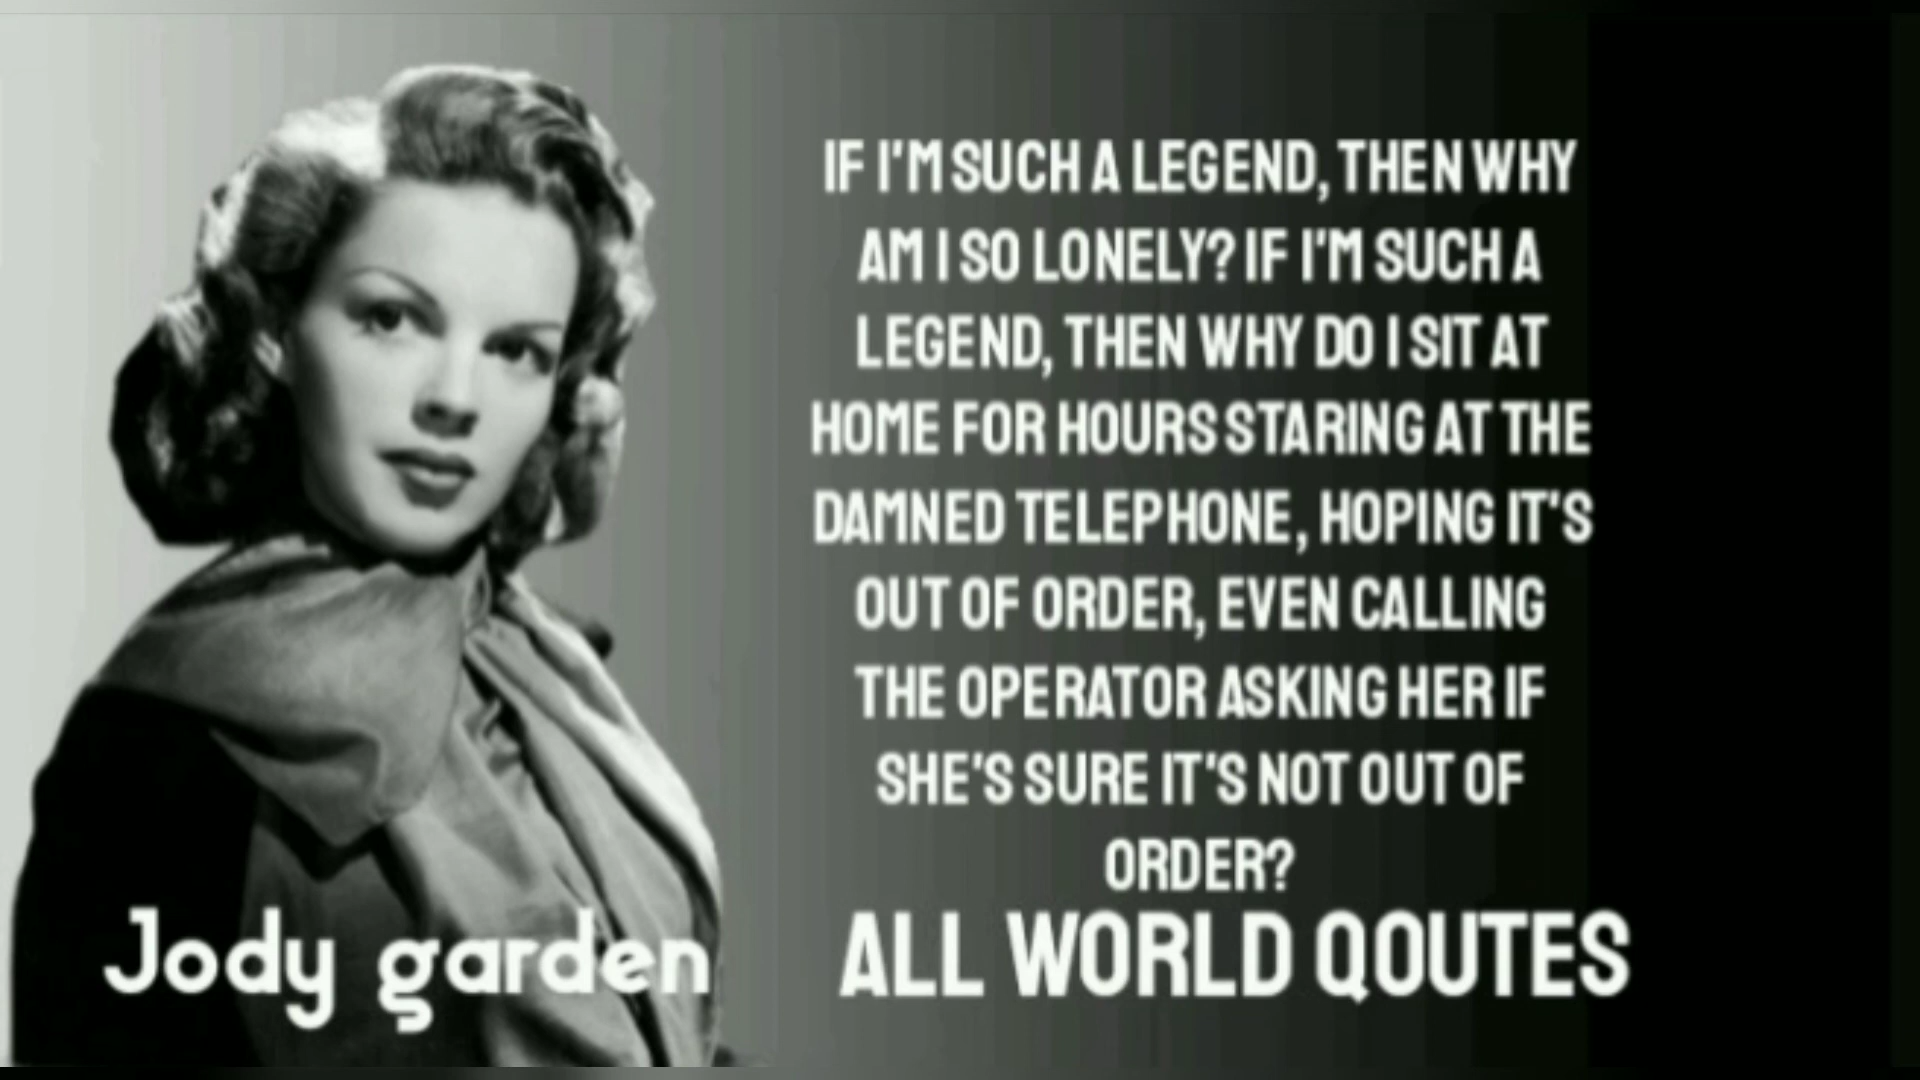 IF I'M SUCH A LEGEND, THEN WHY
AM I SO LONELY? IF I'M SUCH A
LEGEND, THEN WHY DO I SIT AT
HOME FOR HOURS STARING AT THE
DAMNED TELEPHONE, HOPING IT'S
OUT OF ORDER, EVEN CALLING
THE OPERATOR ASKING HER IF
SHE'S SURE IT'S NOT OUT OF
ORDER?
Jody garden
ALL WORLD QOUTES